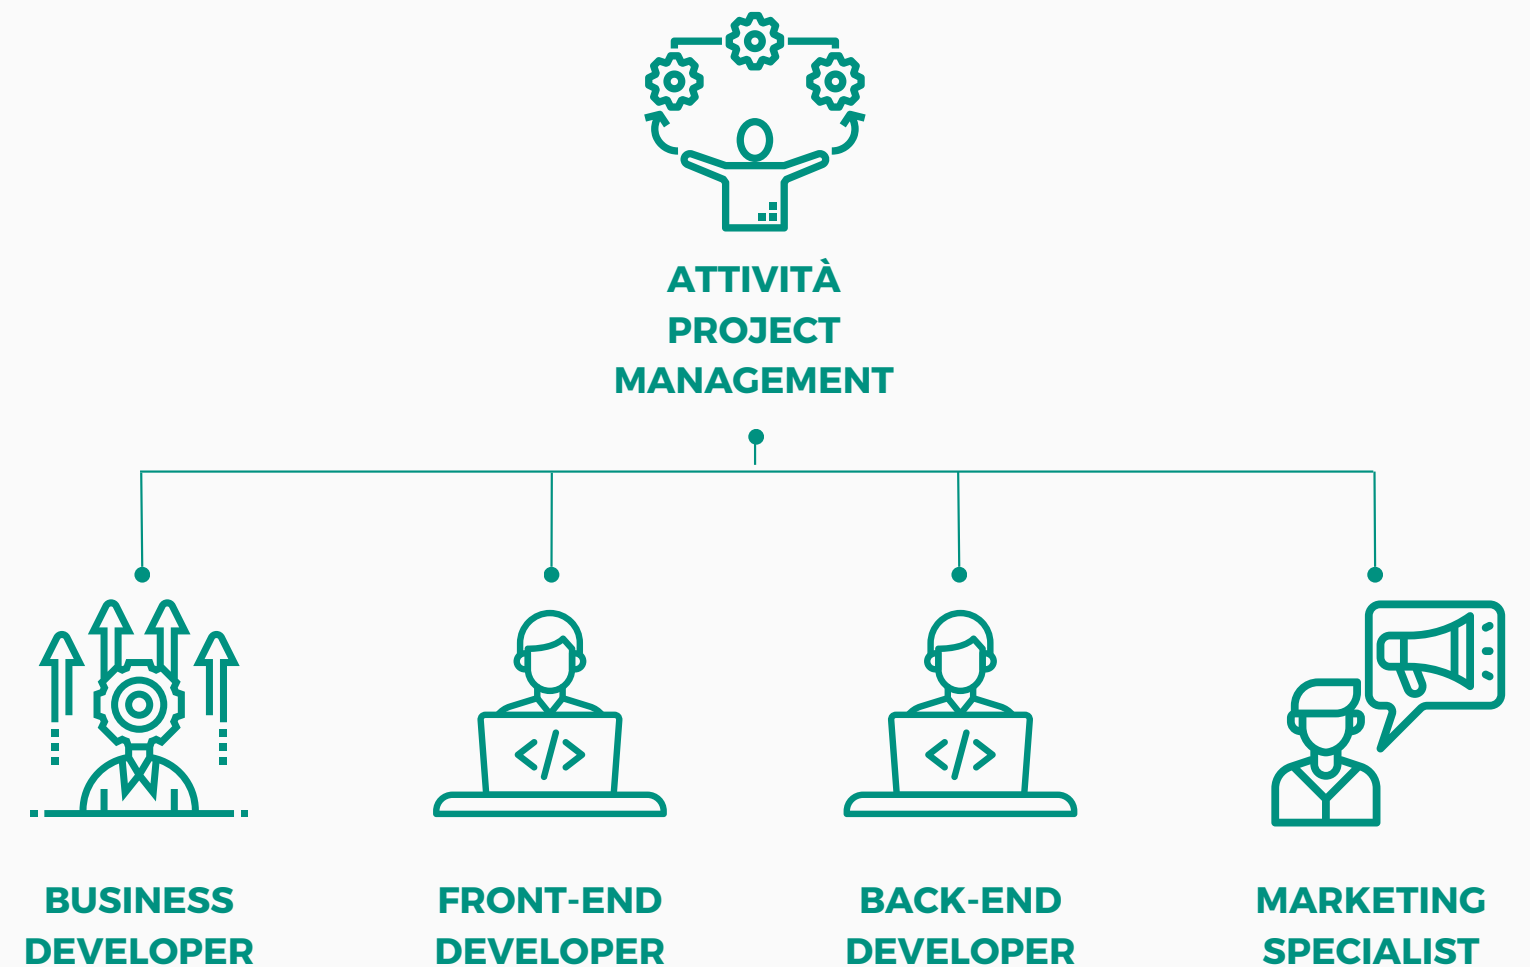 ATTIVITÀ
PROJECT
MANAGEMENT
</>
</>
BUSINESS
DEVELOPER
FRONT-END
DEVELOPER
BACK-END
DEVELOPER
MARKETING
SPECIALIST